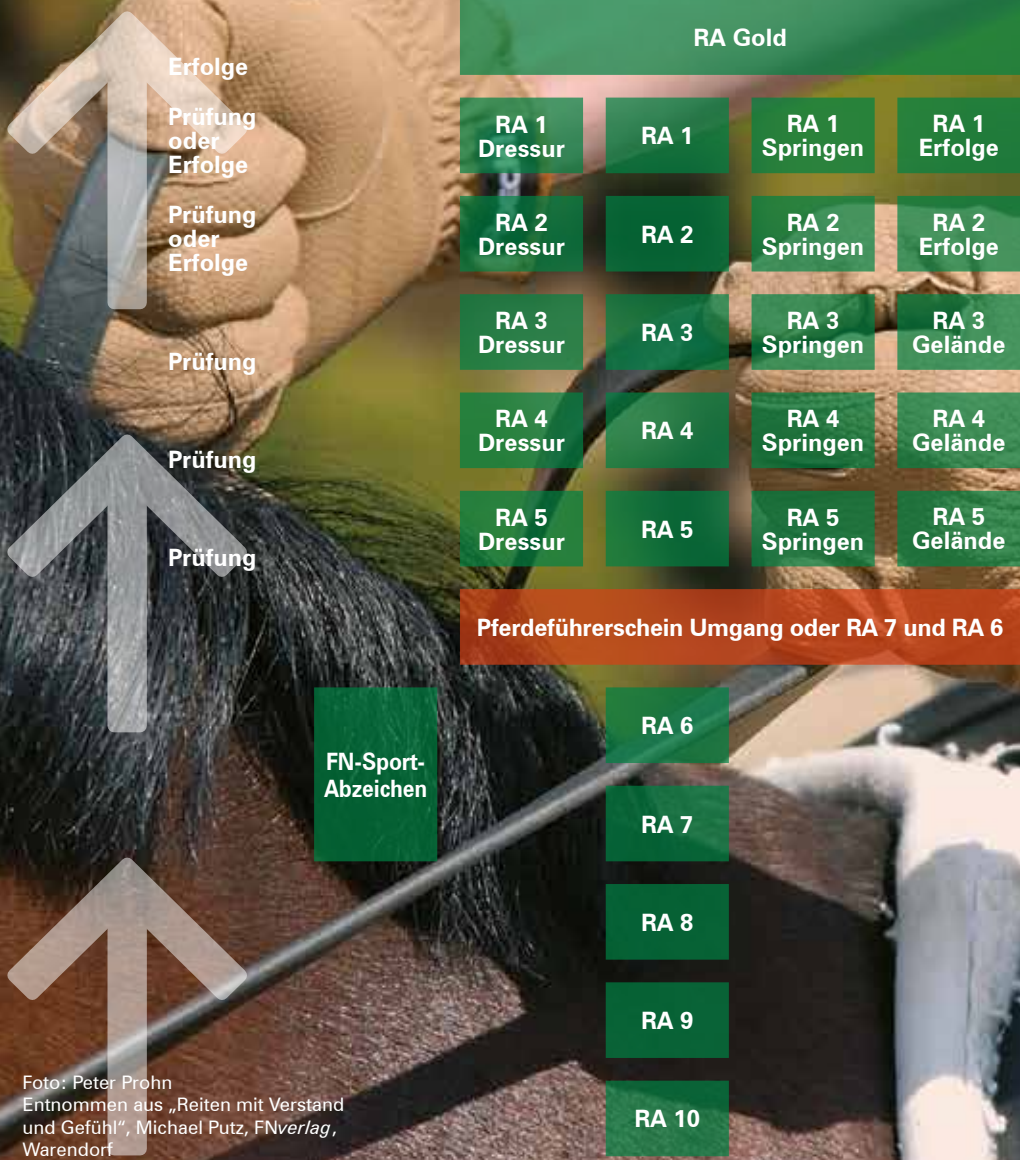 RA Gold
Erfolge
Prüfung
oder
Erfolge
RA 1
Dressur
RA 1
RA 1
Springen
RA 1
Erfolge
Prüfung
oder
Erfolge
RA 2
Dressur
RA 2
RA 2
Springen
RA 2
Erfolge
Prüfung
RA 3
Dressur
RA 3
RA 3
Springen
RA 3
Gelände
Prüfung
RA 4
Dressur
RA 4
RA 4
Springen
RA 4
Gelände
Prüfung
RA 5
Dressur
RA 5
RA 5
Springen
RA 5
Gelände
Pferdeführerschein Umgang oder RA 7 und RA 6
FN-Sport-
Abzeichen
RA 6
RA 7
RA 8
RA 9
RA 10
Foto: Peter Prohn
Entnommen aus „Reiten mit Verstand
und Gefühl“, Michael Putz, FNverlag,
Warendorf